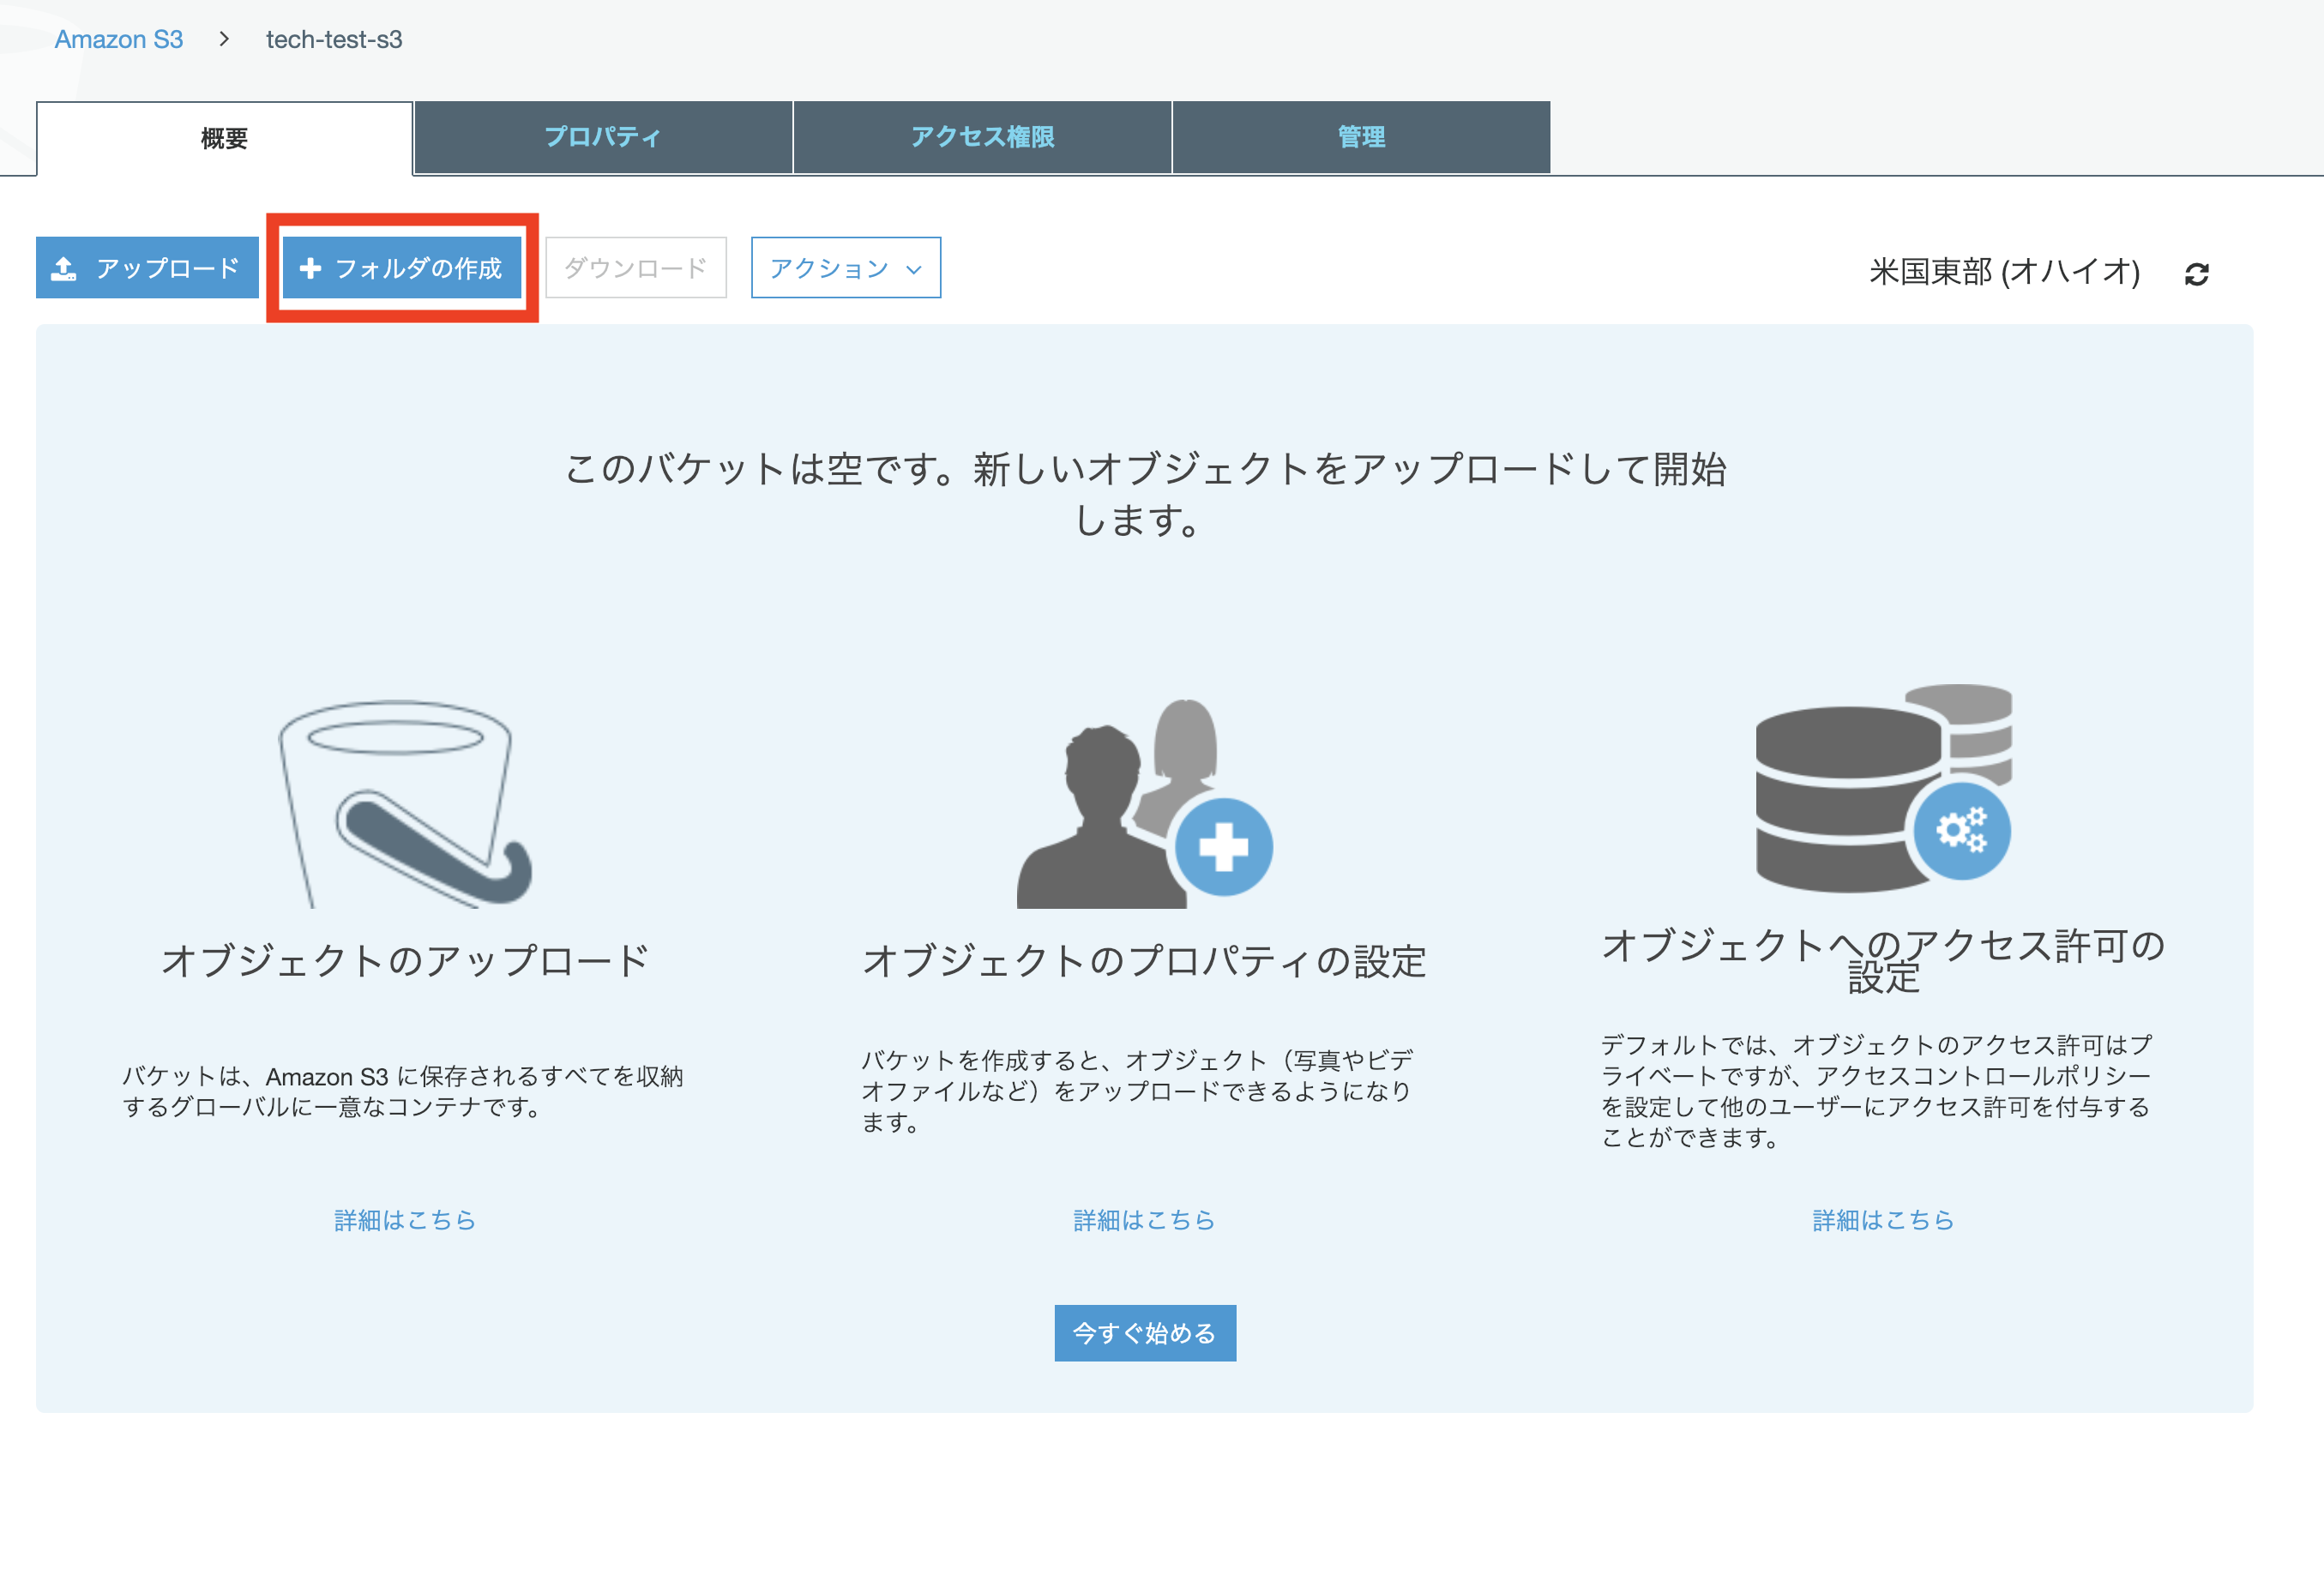 Amazon S3 > tech-test-s3
概要 プロパティ アクセス権限 管理
アップロード フォルダの作成 ダウンロード アクション 米国東部 (オハイオ)
このバケットは空です。新しいオブジェクトをアップロードして開始
します。
オブジェクトのアップロード
バケットは、Amazon S3 に保存されるすべてを収納
するグローバルに一意なコンテナです。
詳細はこちら
オブジェクトのプロパティの設定
バケットを作成すると、オブジェクト（写真やビデ
オファイルなど）をアップロードできるようになり
ます。
詳細はこちら
オブジェクトへのアクセス許可の
設定
デフォルトでは、オブジェクトのアクセス許可はプ
ライベートですが、アクセスコントロールポリシー
を設定して他のユーザーにアクセス許可を付与する
ことができます。
詳細はこちら
今すぐ始める